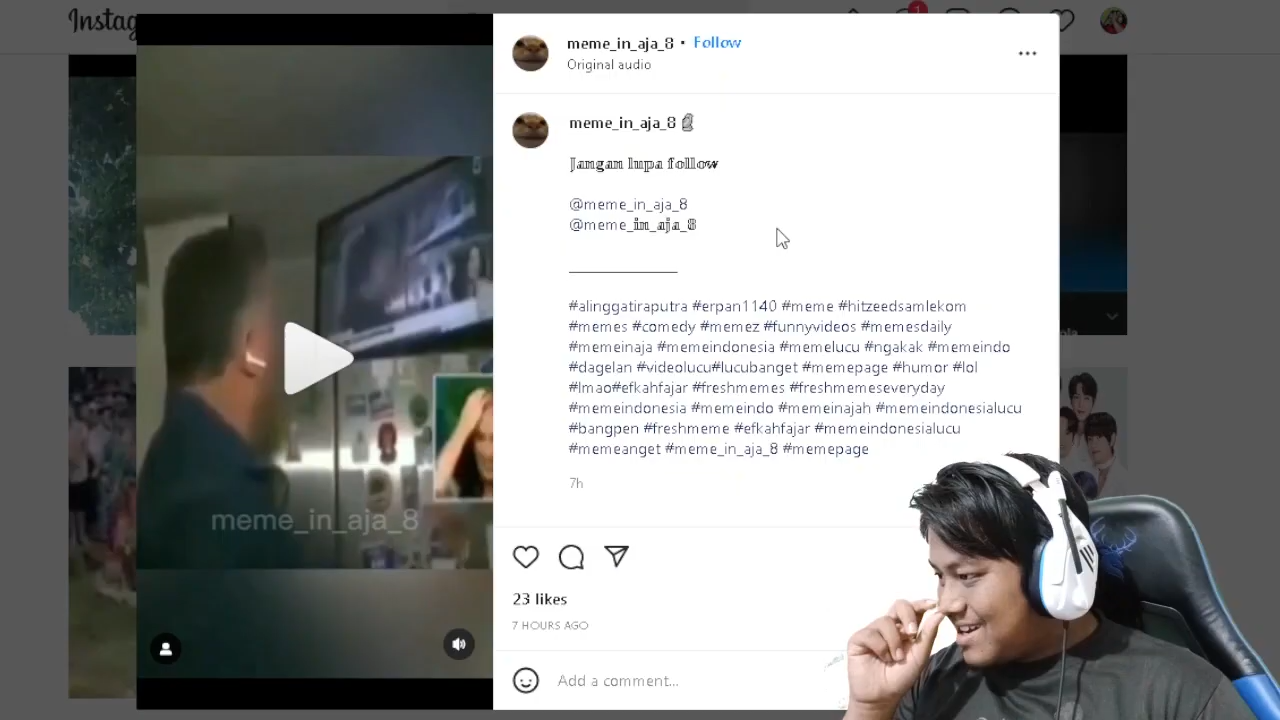 Instag
1
meme_in_aja_8 • Follow
Original audio
meme_in_aja_8 🗿
Jangan lupa follow
@meme_in_aja_8
@meme_in_aja_8
#alinggatiraputra #erpan1140 #meme #hitzeedsamlekom
#memes #comedy #memez #funnyvideos #memesdaily
#memeinaja #memeindonesia #memelucu #ngakak #memeindo
#dagelan #videolucu#lucubanget #memepage #humor #lol
#lmao#efkahfajar #freshmemes #freshmemeseveryday
#memeindonesia #memeindo #memeinajah #memeindonesialucu
#bangpen #freshmeme #efkahfajar #memeindonesialucu
#memeanget #meme_in_aja_8 #memepage
7h
meme_in_aja_8
23 likes
7 HOURS AGO
Add a comment...